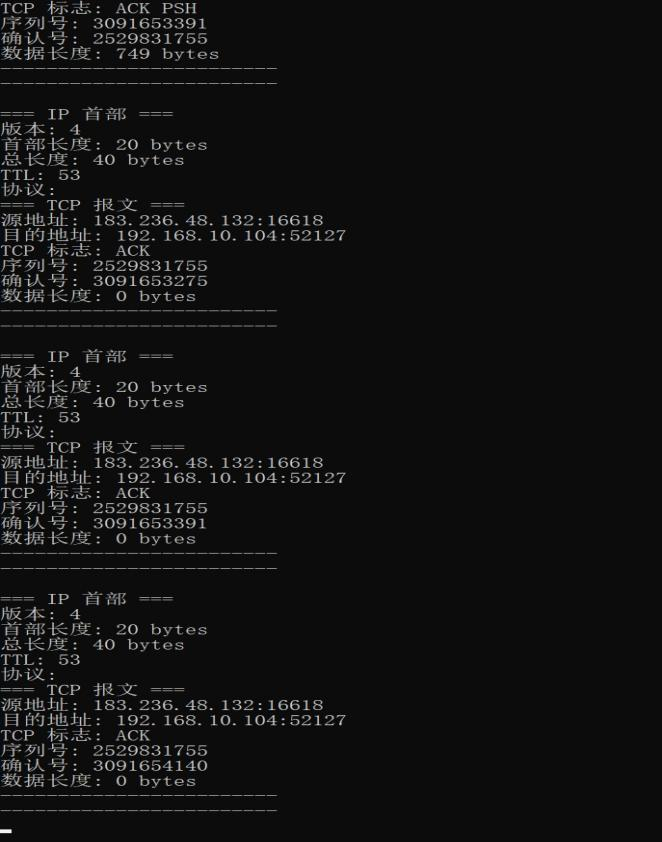 TCP 标志: ACK PSH
序列号: 3091653391
确认号: 2529831755
数据长度: 749 bytes
------------------------
------------------------
=== IP 首部 ===
版本: 4
首部长度: 20 bytes
总长度: 40 bytes
TTL: 53
协议:
=== TCP 报文 ===
源地址: 183.236.48.132:16618
目的地址: 192.168.10.104:52127
TCP 标志: ACK
序列号: 2529831755
确认号: 3091653275
数据长度: 0 bytes
------------------------
------------------------
=== IP 首部 ===
版本: 4
首部长度: 20 bytes
总长度: 40 bytes
TTL: 53
协议:
=== TCP 报文 ===
源地址: 183.236.48.132:16618
目的地址: 192.168.10.104:52127
TCP 标志: ACK
序列号: 2529831755
确认号: 3091653391
数据长度: 0 bytes
------------------------
------------------------
=== IP 首部 ===
版本: 4
首部长度: 20 bytes
总长度: 40 bytes
TTL: 53
协议:
=== TCP 报文 ===
源地址: 183.236.48.132:16618
目的地址: 192.168.10.104:52127
TCP 标志: ACK
序列号: 2529831755
确认号: 3091654140
数据长度: 0 bytes
------------------------
------------------------